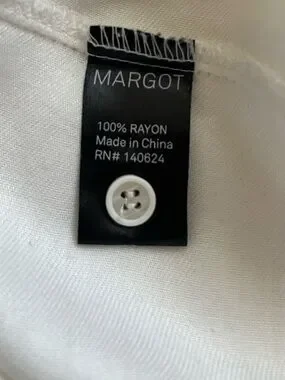 MARGOT
100% RAYON
Made in China
RN# 140624